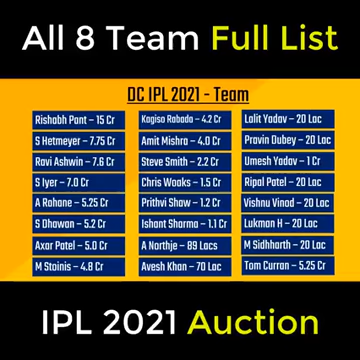 All 8 Team Full List
DC IPL 2021 - Team
Rishabh Pant – 15 Cr
S Hetmeyer – 7.75 Cr
Ravi Ashwin – 7.6 Cr
S Iyer – 7.0 Cr
A Rahane – 5.25 Cr
S Dhawan – 5.2 Cr
Axar Patel – 5.0 Cr
M Stoinis – 4.8 Cr
Kagiso Rabada – 4.2 Cr
Amit Mishra – 4.0 Cr
Steve Smith – 2.2 Cr
Chris Woaks – 1.5 Cr
Prithvi Shaw – 1.2 Cr
Ishant Sharma – 1.1 Cr
A Northje – 89 Lacs
Avesh Khan – 70 Lac
Lalit Yadav – 20 Lac
Pravin Dubey – 20 Lac
Umesh Yadav – 1 Cr
Ripal Patel – 20 Lac
Vishnu Vinod – 20 Lac
Lukman H – 20 Lac
M Sidhharth – 20 Lac
Tom Curran – 5.25 Cr
IPL 2021 Auction